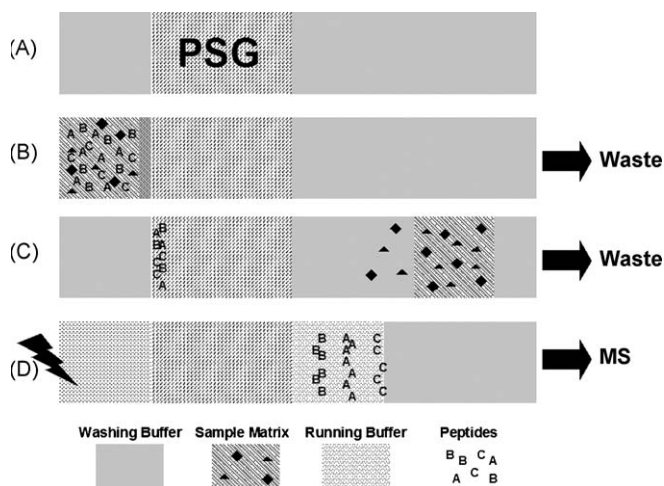 (A) PSG
(B) A B A B B
C A C A A C
B C
A B A C C
Waste
(C) B
A
B A
C
C B
C
A
Waste
(D) B A C
B B A A C
A
B A C
B B A C
B B A A C
MS
Washing Buffer Sample Matrix Running Buffer Peptides
B B C A
A C B